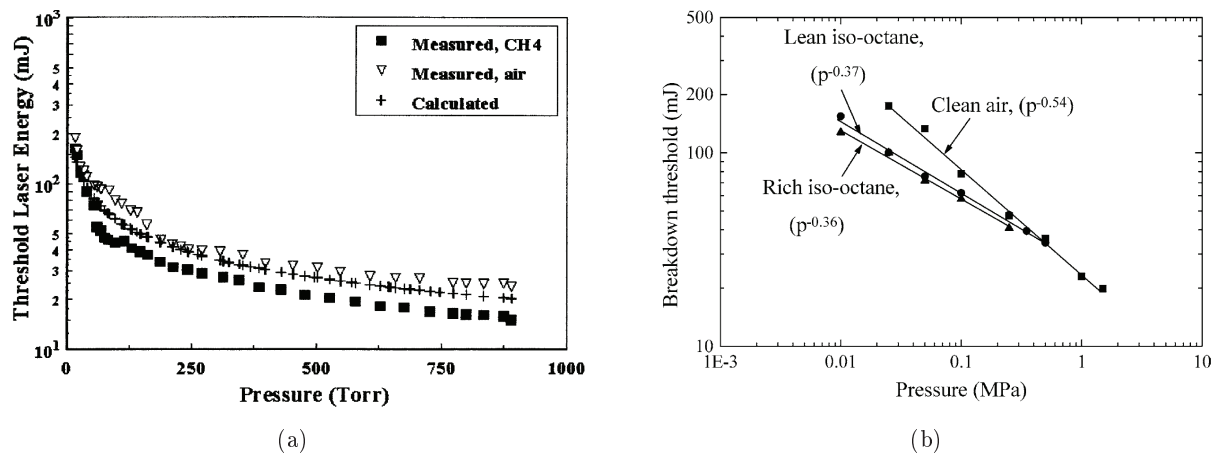 10³
5
4
3
2
10²
5
4
3
2
10¹
0
250
500
750
1000
Threshold Laser Energy (mJ)
Pressure (Torr)
Measured, CH4
Measured, air
Calculated
(a)
500
200
100
10
1E-3
0.01
0.1
1
10
Breakdown threshold (mJ)
Pressure (MPa)
Lean iso-octane,
(p⁻⁰·³⁷)
Clean air, (p⁻⁰·⁵⁴)
Rich iso-octane,
(p⁻⁰·³⁶)
(b)